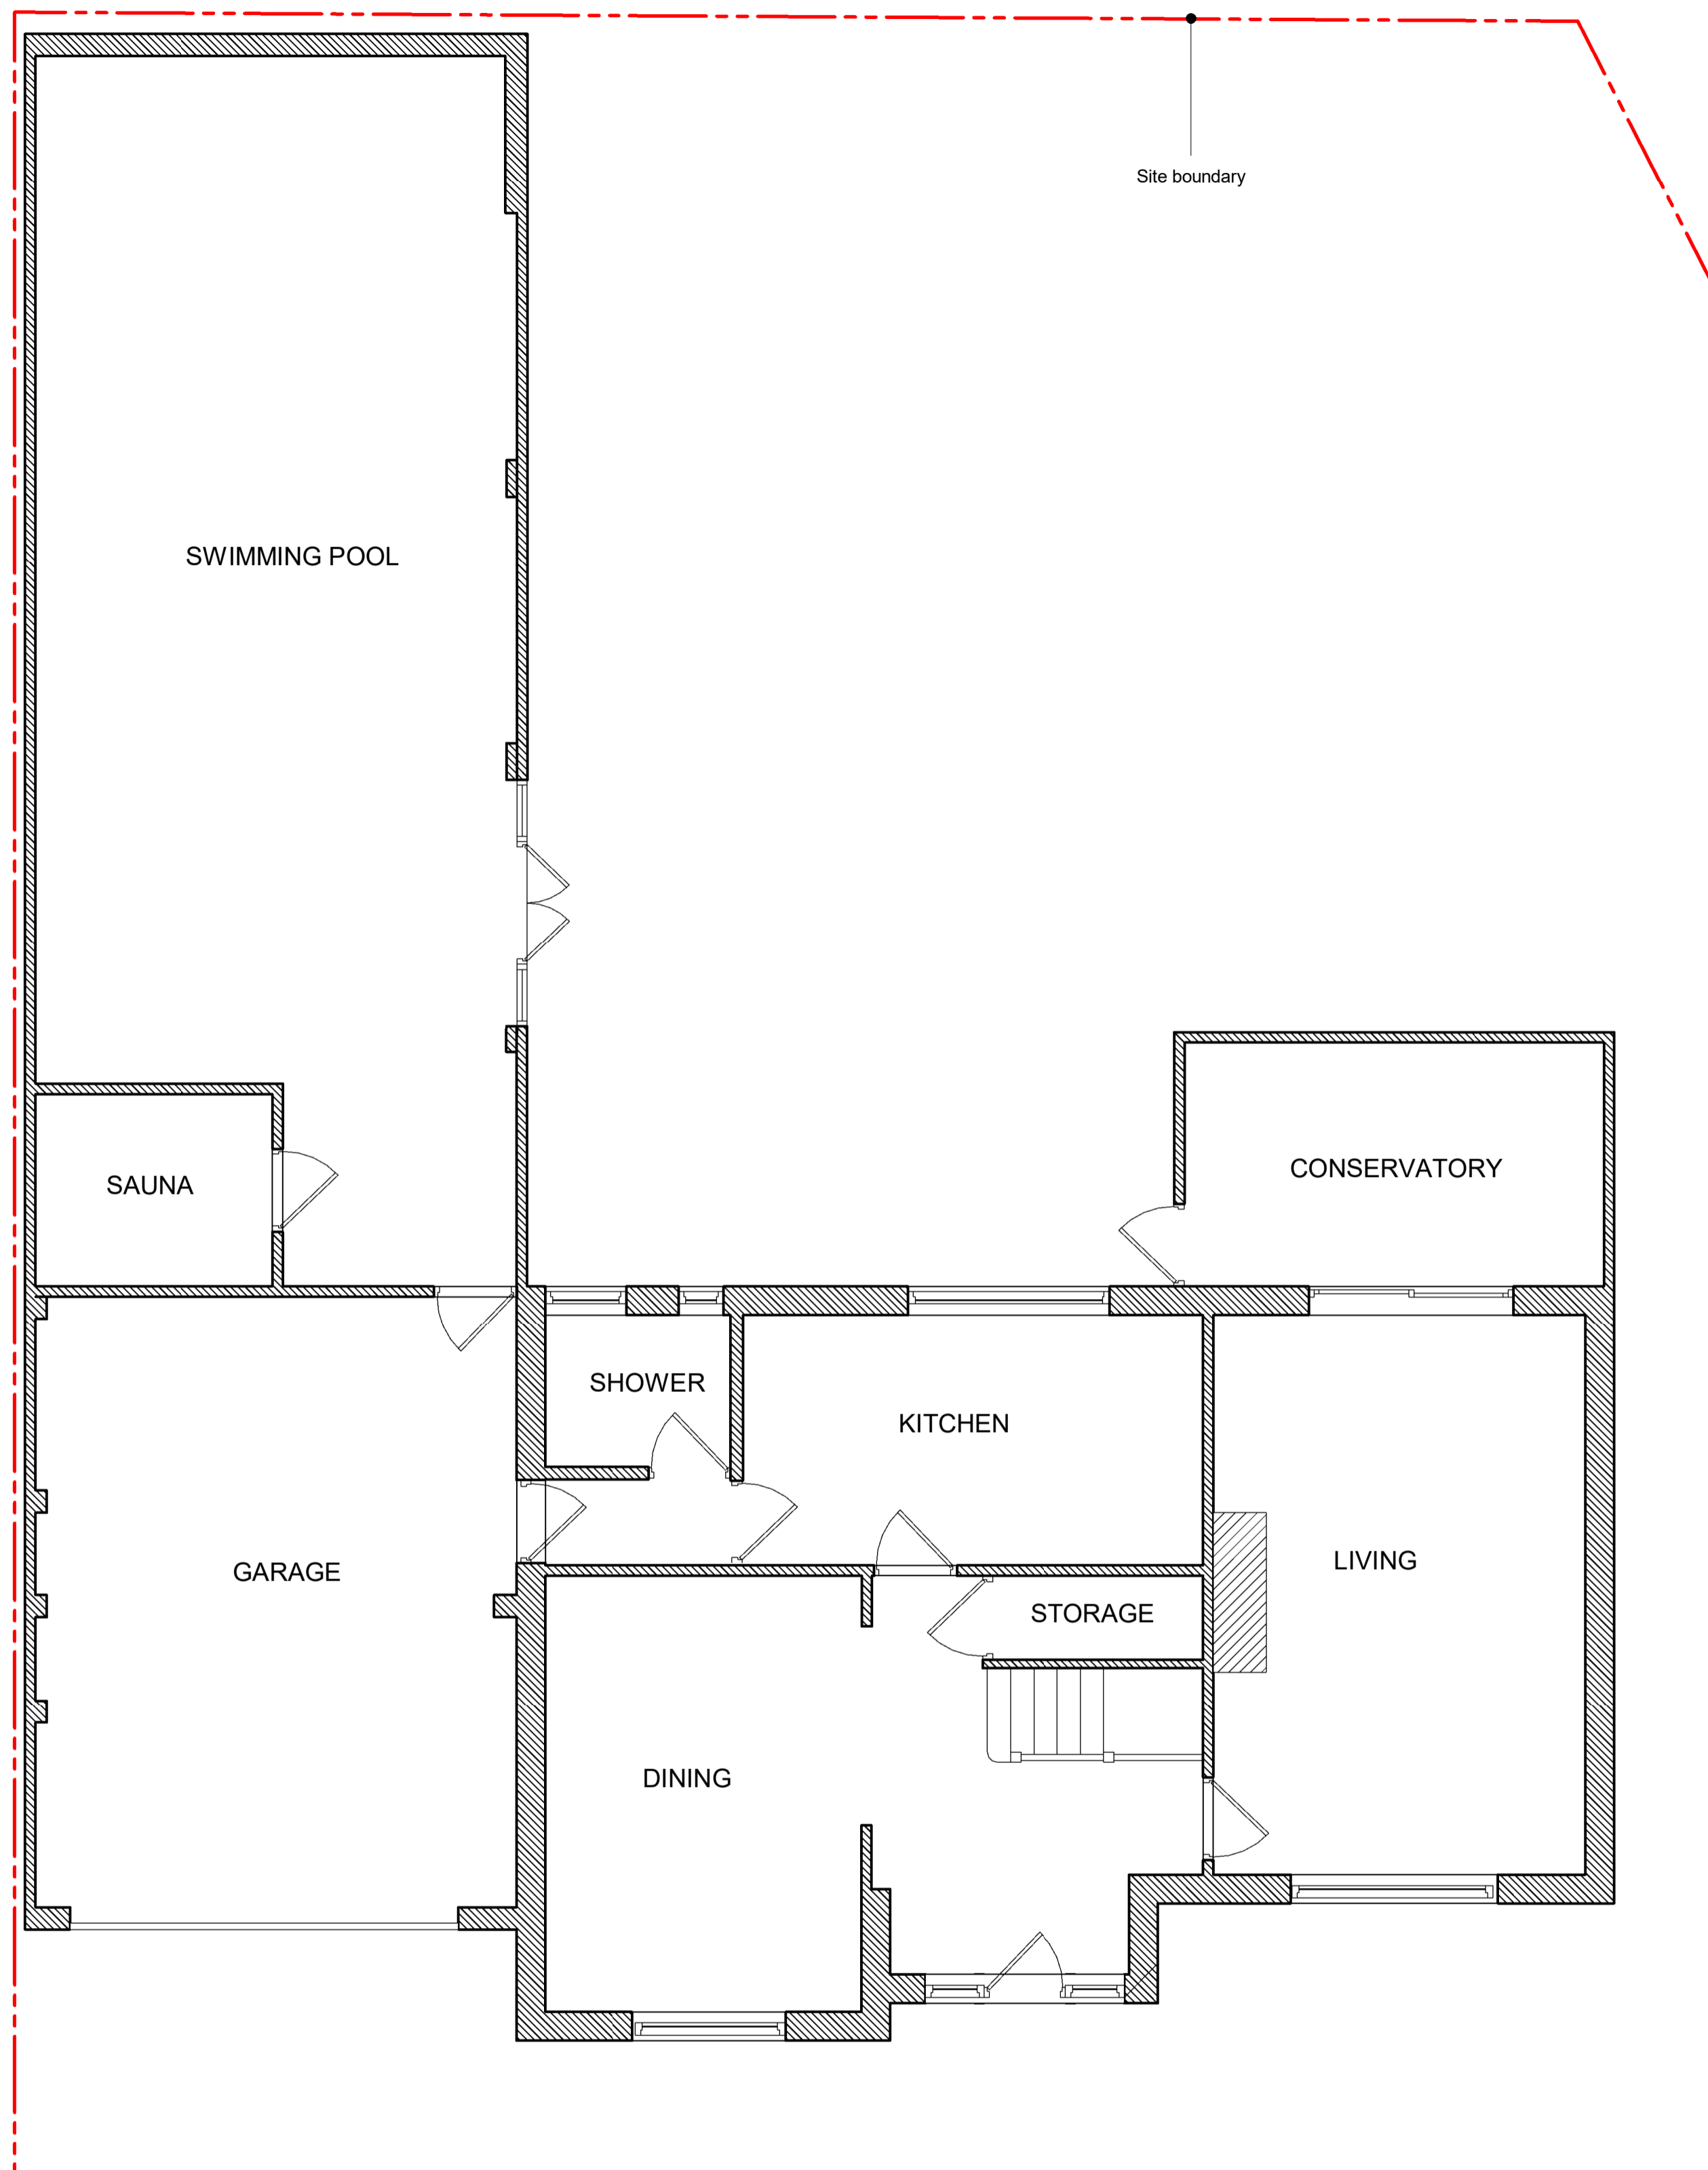 Site boundary
SWIMMING POOL
CONSERVATORY
SAUNA
SHOWER
KITCHEN
LIVING
GARAGE
STORAGE
DINING